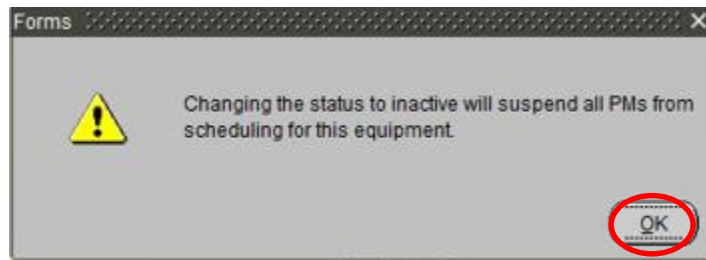 Forms
Changing the status to inactive will suspend all PMs from
scheduling for this equipment.
OK